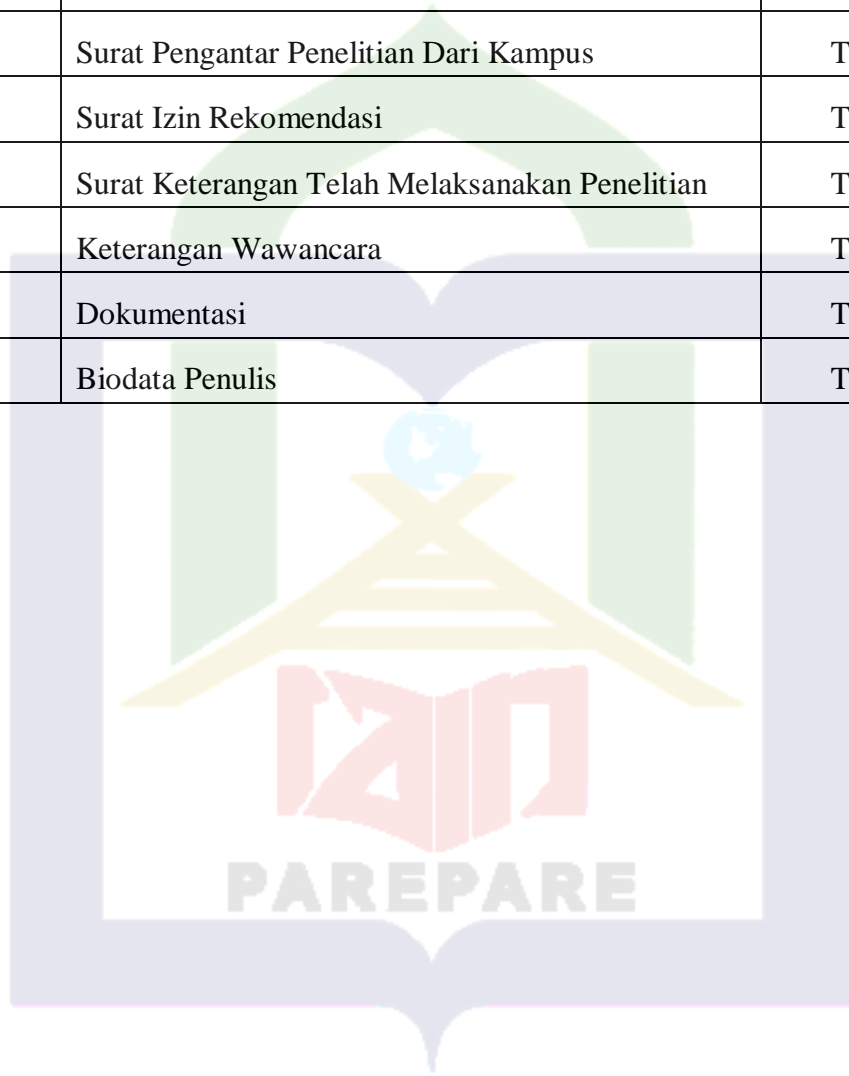 Surat Pengantar Penelitian Dari Kampus T
Surat Izin Rekomendasi T
Surat Keterangan Telah Melaksanakan Penelitian T
Keterangan Wawancara T
Dokumentasi T
Biodata Penulis T
iain
PAREPARE